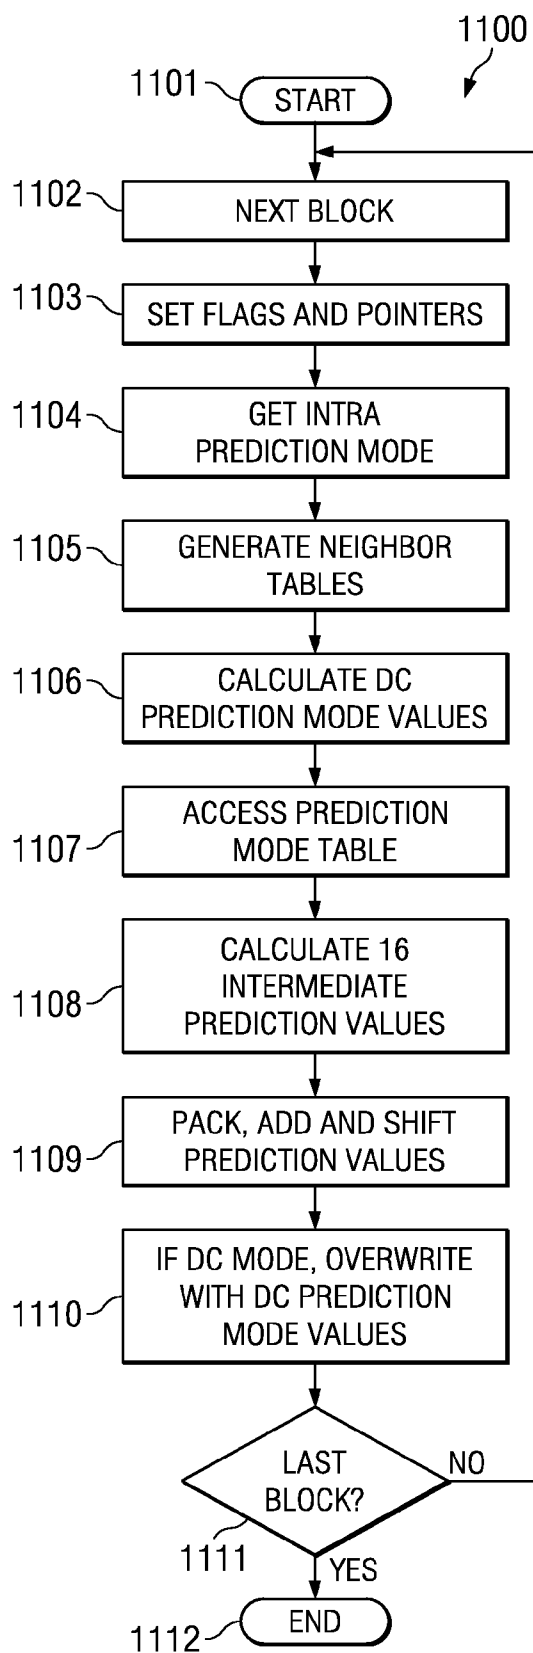 1100
1101
START
1102
NEXT BLOCK
1103
SET FLAGS AND POINTERS
1104
GET INTRA
PREDICTION MODE
1105
GENERATE NEIGHBOR
TABLES
1106
CALCULATE DC
PREDICTION MODE VALUES
1107
ACCESS PREDICTION
MODE TABLE
1108
CALCULATE 16
INTERMEDIATE
PREDICTION VALUES
1109
PACK, ADD AND SHIFT
PREDICTION VALUES
1110
IF DC MODE, OVERWRITE
WITH DC PREDICTION
MODE VALUES
LAST
BLOCK?
NO
1111
YES
END
1112